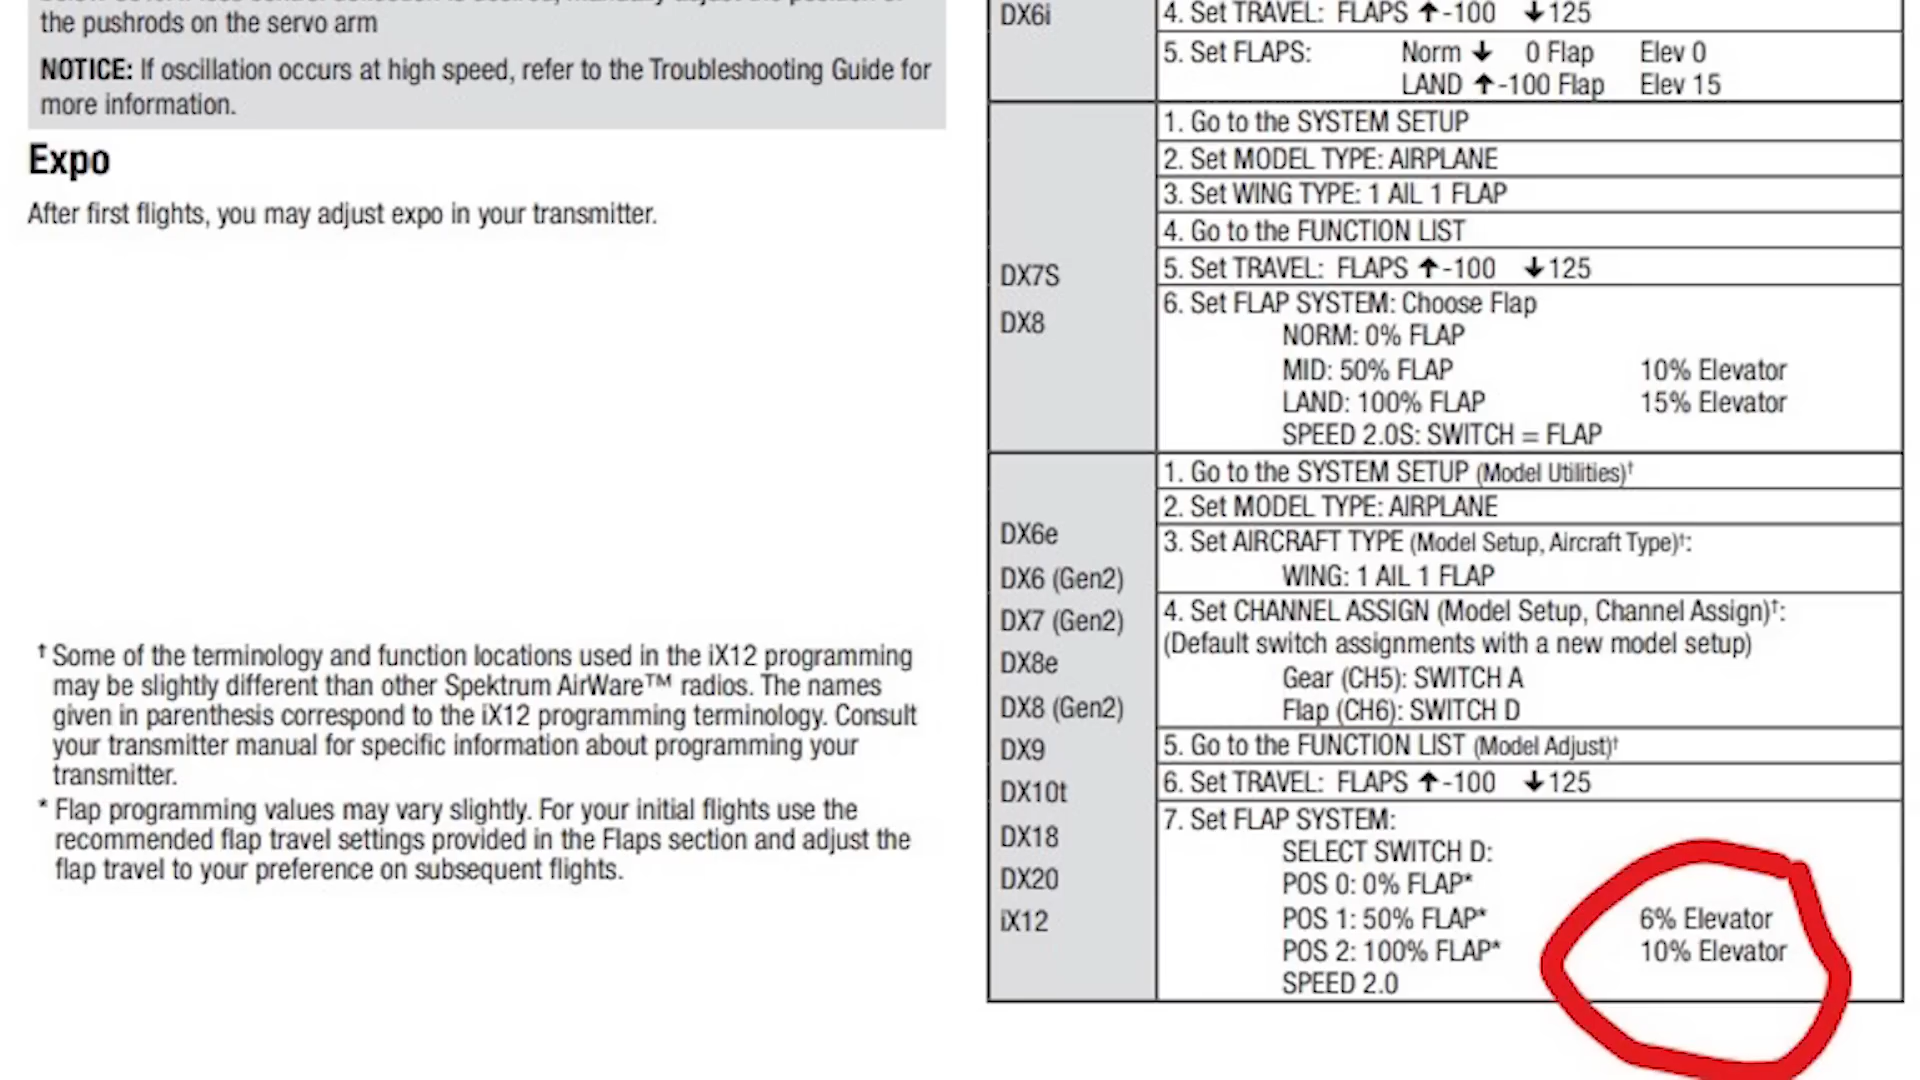 the pushrods on the servo arm
NOTICE: If oscillation occurs at high speed, refer to the Troubleshooting Guide for
more information.
Expo
After first flights, you may adjust expo in your transmitter.
† Some of the terminology and function locations used in the iX12 programming
may be slightly different than other Spektrum AirWare™ radios. The names
given in parenthesis correspond to the iX12 programming terminology. Consult
your transmitter manual for specific information about programming your
transmitter.
* Flap programming values may vary slightly. For your initial flights use the
recommended flap travel settings provided in the Flaps section and adjust the
flap travel to your preference on subsequent flights.
DX6i
4. Set TRAVEL: FLAPS ↑-100 ↓125
5. Set FLAPS: Norm ↓ 0 Flap Elev 0
LAND ↑-100 Flap Elev 15
DX7S
DX8
1. Go to the SYSTEM SETUP
2. Set MODEL TYPE: AIRPLANE
3. Set WING TYPE: 1 AIL 1 FLAP
4. Go to the FUNCTION LIST
5. Set TRAVEL: FLAPS ↑-100 ↓125
6. Set FLAP SYSTEM: Choose Flap
NORM: 0% FLAP
MID: 50% FLAP 10% Elevator
LAND: 100% FLAP 15% Elevator
SPEED 2.0S: SWITCH = FLAP
DX6e
DX6 (Gen2)
DX7 (Gen2)
DX8e
DX8 (Gen2)
DX9
DX10t
DX18
DX20
iX12
1. Go to the SYSTEM SETUP (Model Utilities)†
2. Set MODEL TYPE: AIRPLANE
3. Set AIRCRAFT TYPE (Model Setup, Aircraft Type)†:
WING: 1 AIL 1 FLAP
4. Set CHANNEL ASSIGN (Model Setup, Channel Assign)†:
(Default switch assignments with a new model setup)
Gear (CH5): SWITCH A
Flap (CH6): SWITCH D
5. Go to the FUNCTION LIST (Model Adjust)†
6. Set TRAVEL: FLAPS ↑-100 ↓125
7. Set FLAP SYSTEM:
SELECT SWITCH D:
POS 0: 0% FLAP*
POS 1: 50% FLAP* 6% Elevator
POS 2: 100% FLAP* 10% Elevator
SPEED 2.0